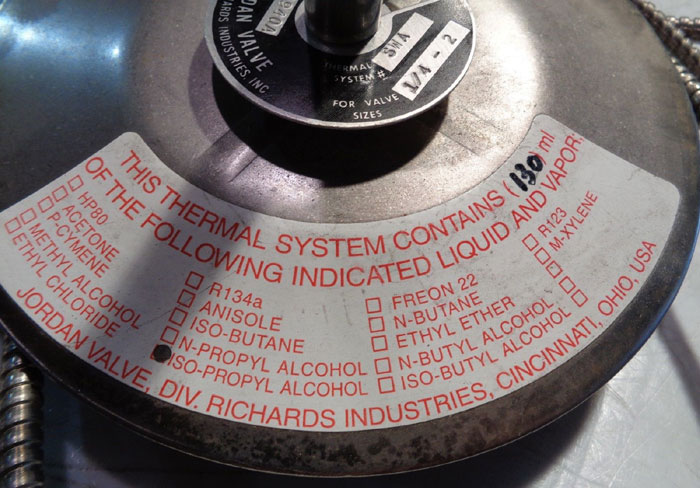 JORDAN VALVE
RICHARDS INDUSTRIES, INC.
THERMAL
SYSTEM# SWA
FOR VALVE 1/4 - 2
SIZES
THIS THERMAL SYSTEM CONTAINS (130) ml
OF THE FOLLOWING INDICATED LIQUID AND VAPOR:
HP80
ACETONE
P-CYMENE
METHYL ALCOHOL
ETHYL CHLORIDE
R134a
ANISOLE
ISO-BUTANE
N-PROPYL ALCOHOL
ISO-PROPYL ALCOHOL
FREON 22
N-BUTANE
ETHYL ETHER
N-BUTYL ALCOHOL
ISO-BUTYL ALCOHOL
R123
M-XYLENE
JORDAN VALVE, DIV. RICHARDS INDUSTRIES, CINCINNATI, OHIO, USA